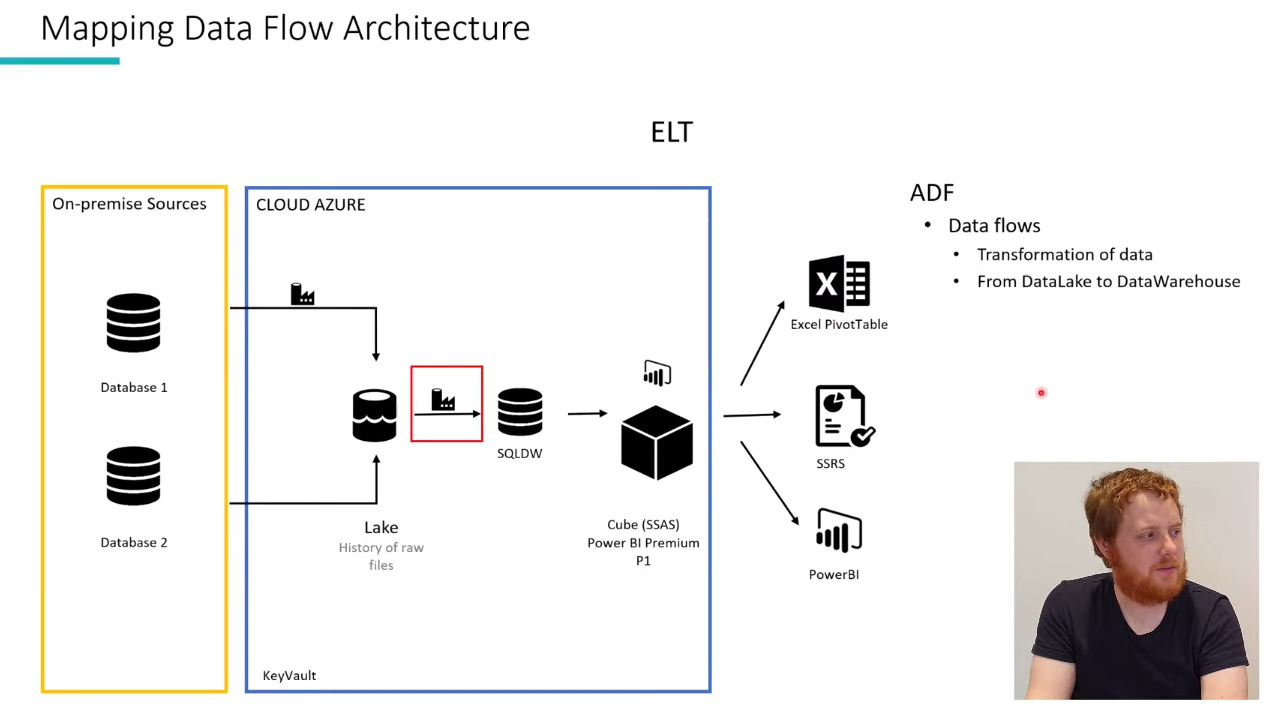 Mapping Data Flow Architecture
ELT
On-premise Sources
Database 1
Database 2
CLOUD AZURE
Lake
History of raw
files
SQLDW
Cube (SSAS)
Power BI Premium
P1
KeyVault
X
Excel PivotTable
SSRS
PowerBI
ADF
• Data flows
• Transformation of data
• From DataLake to DataWarehouse